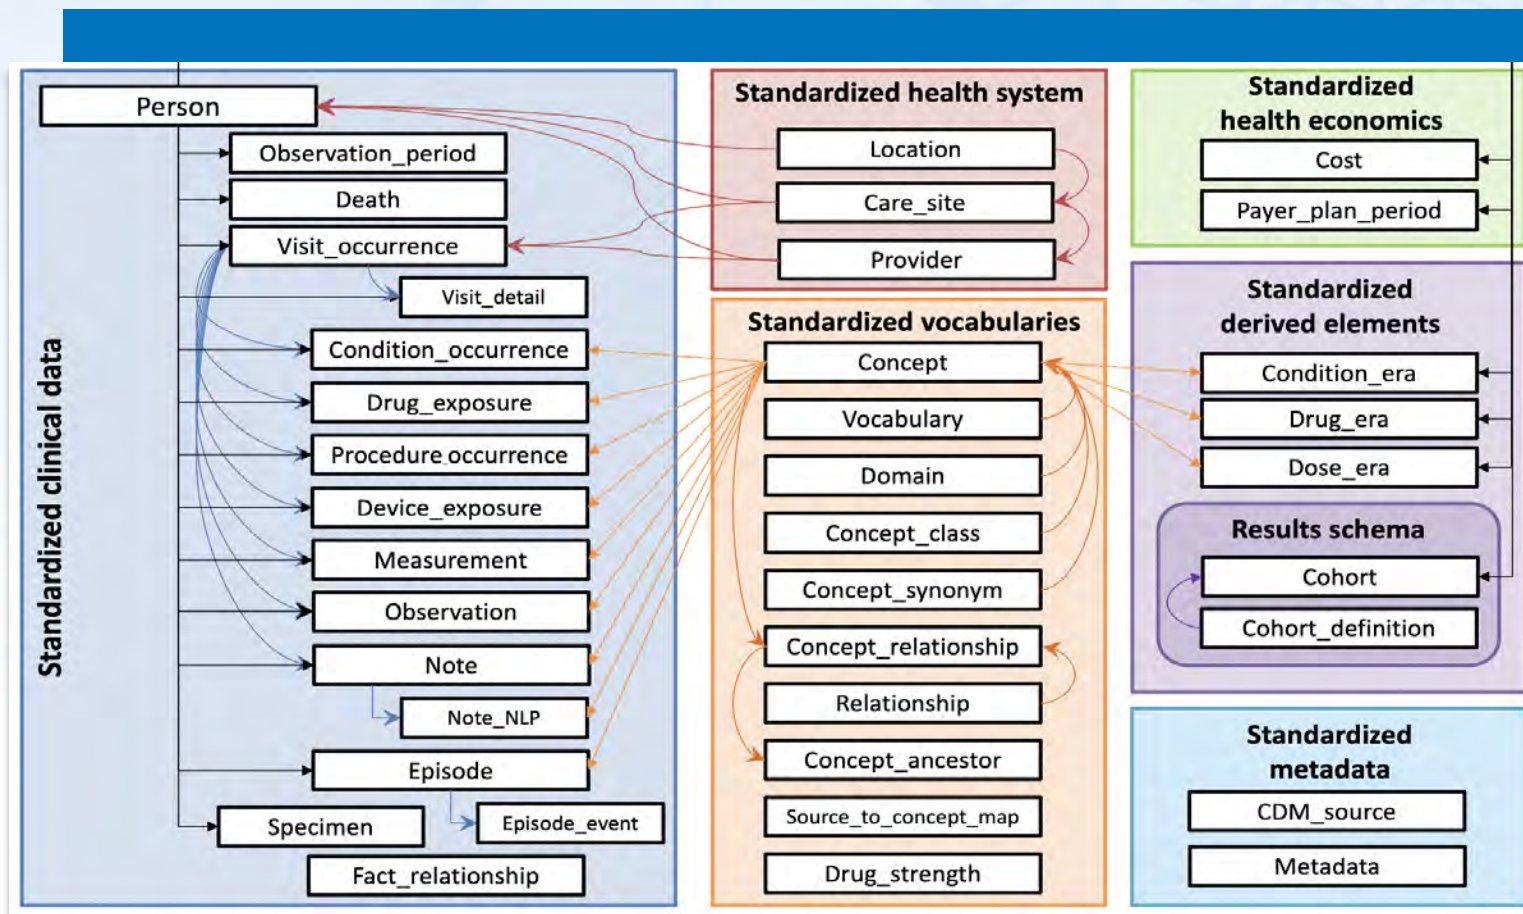 Standardized clinical data
Person
Observation_period
Death
Visit_occurrence
Visit_detail
Condition_occurrence
Drug_exposure
Procedure_occurrence
Device_exposure
Measurement
Observation
Note
Note_NLP
Episode
Specimen
Episode_event
Fact_relationship
Standardized health system
Location
Care_site
Provider
Standardized vocabularies
Concept
Vocabulary
Domain
Concept_class
Concept_synonym
Concept_relationship
Relationship
Concept_ancestor
Source_to_concept_map
Drug_strength
Standardized
health economics
Cost
Payer_plan_period
Standardized
derived elements
Condition_era
Drug_era
Dose_era
Results schema
Cohort
Cohort_definition
Standardized
metadata
CDM_source
Metadata